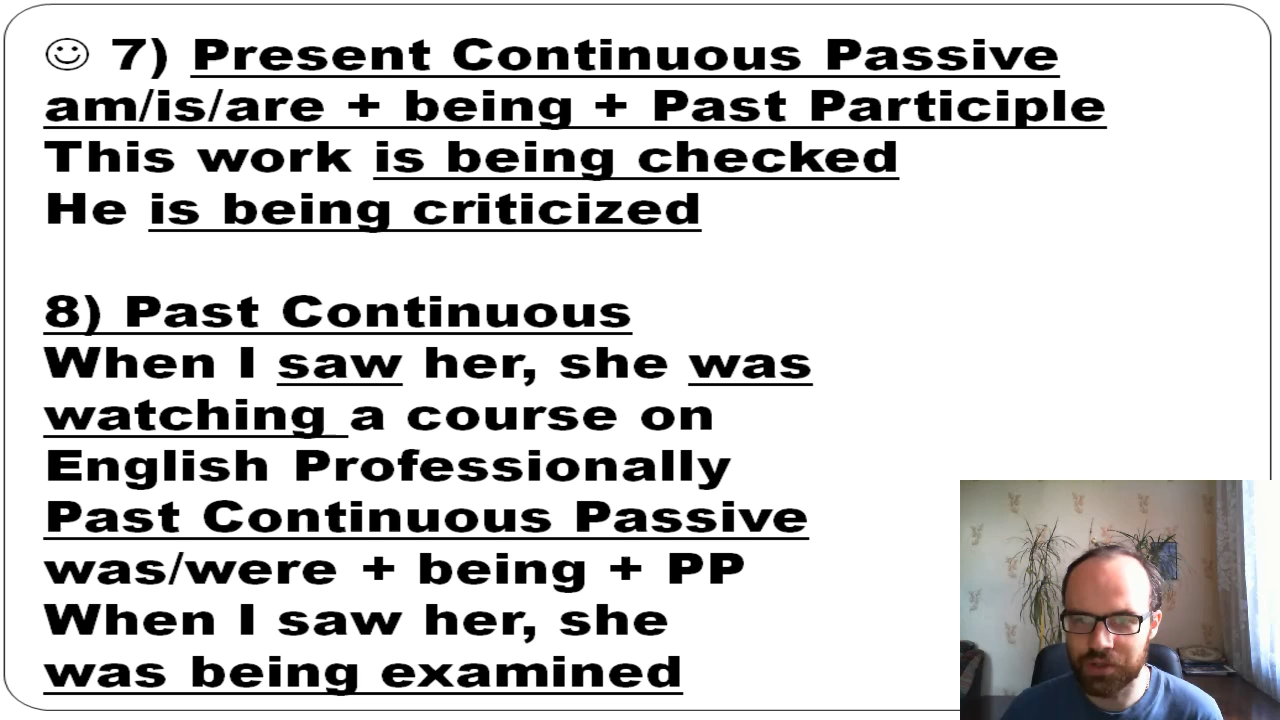 ☺ 7) Present Continuous Passive
am/is/are + being + Past Participle
This work is being checked
He is being criticized
8) Past Continuous
When I saw her, she was
watching a course on
English Professionally
Past Continuous Passive
was/were + being + PP
When I saw her, she
was being examined